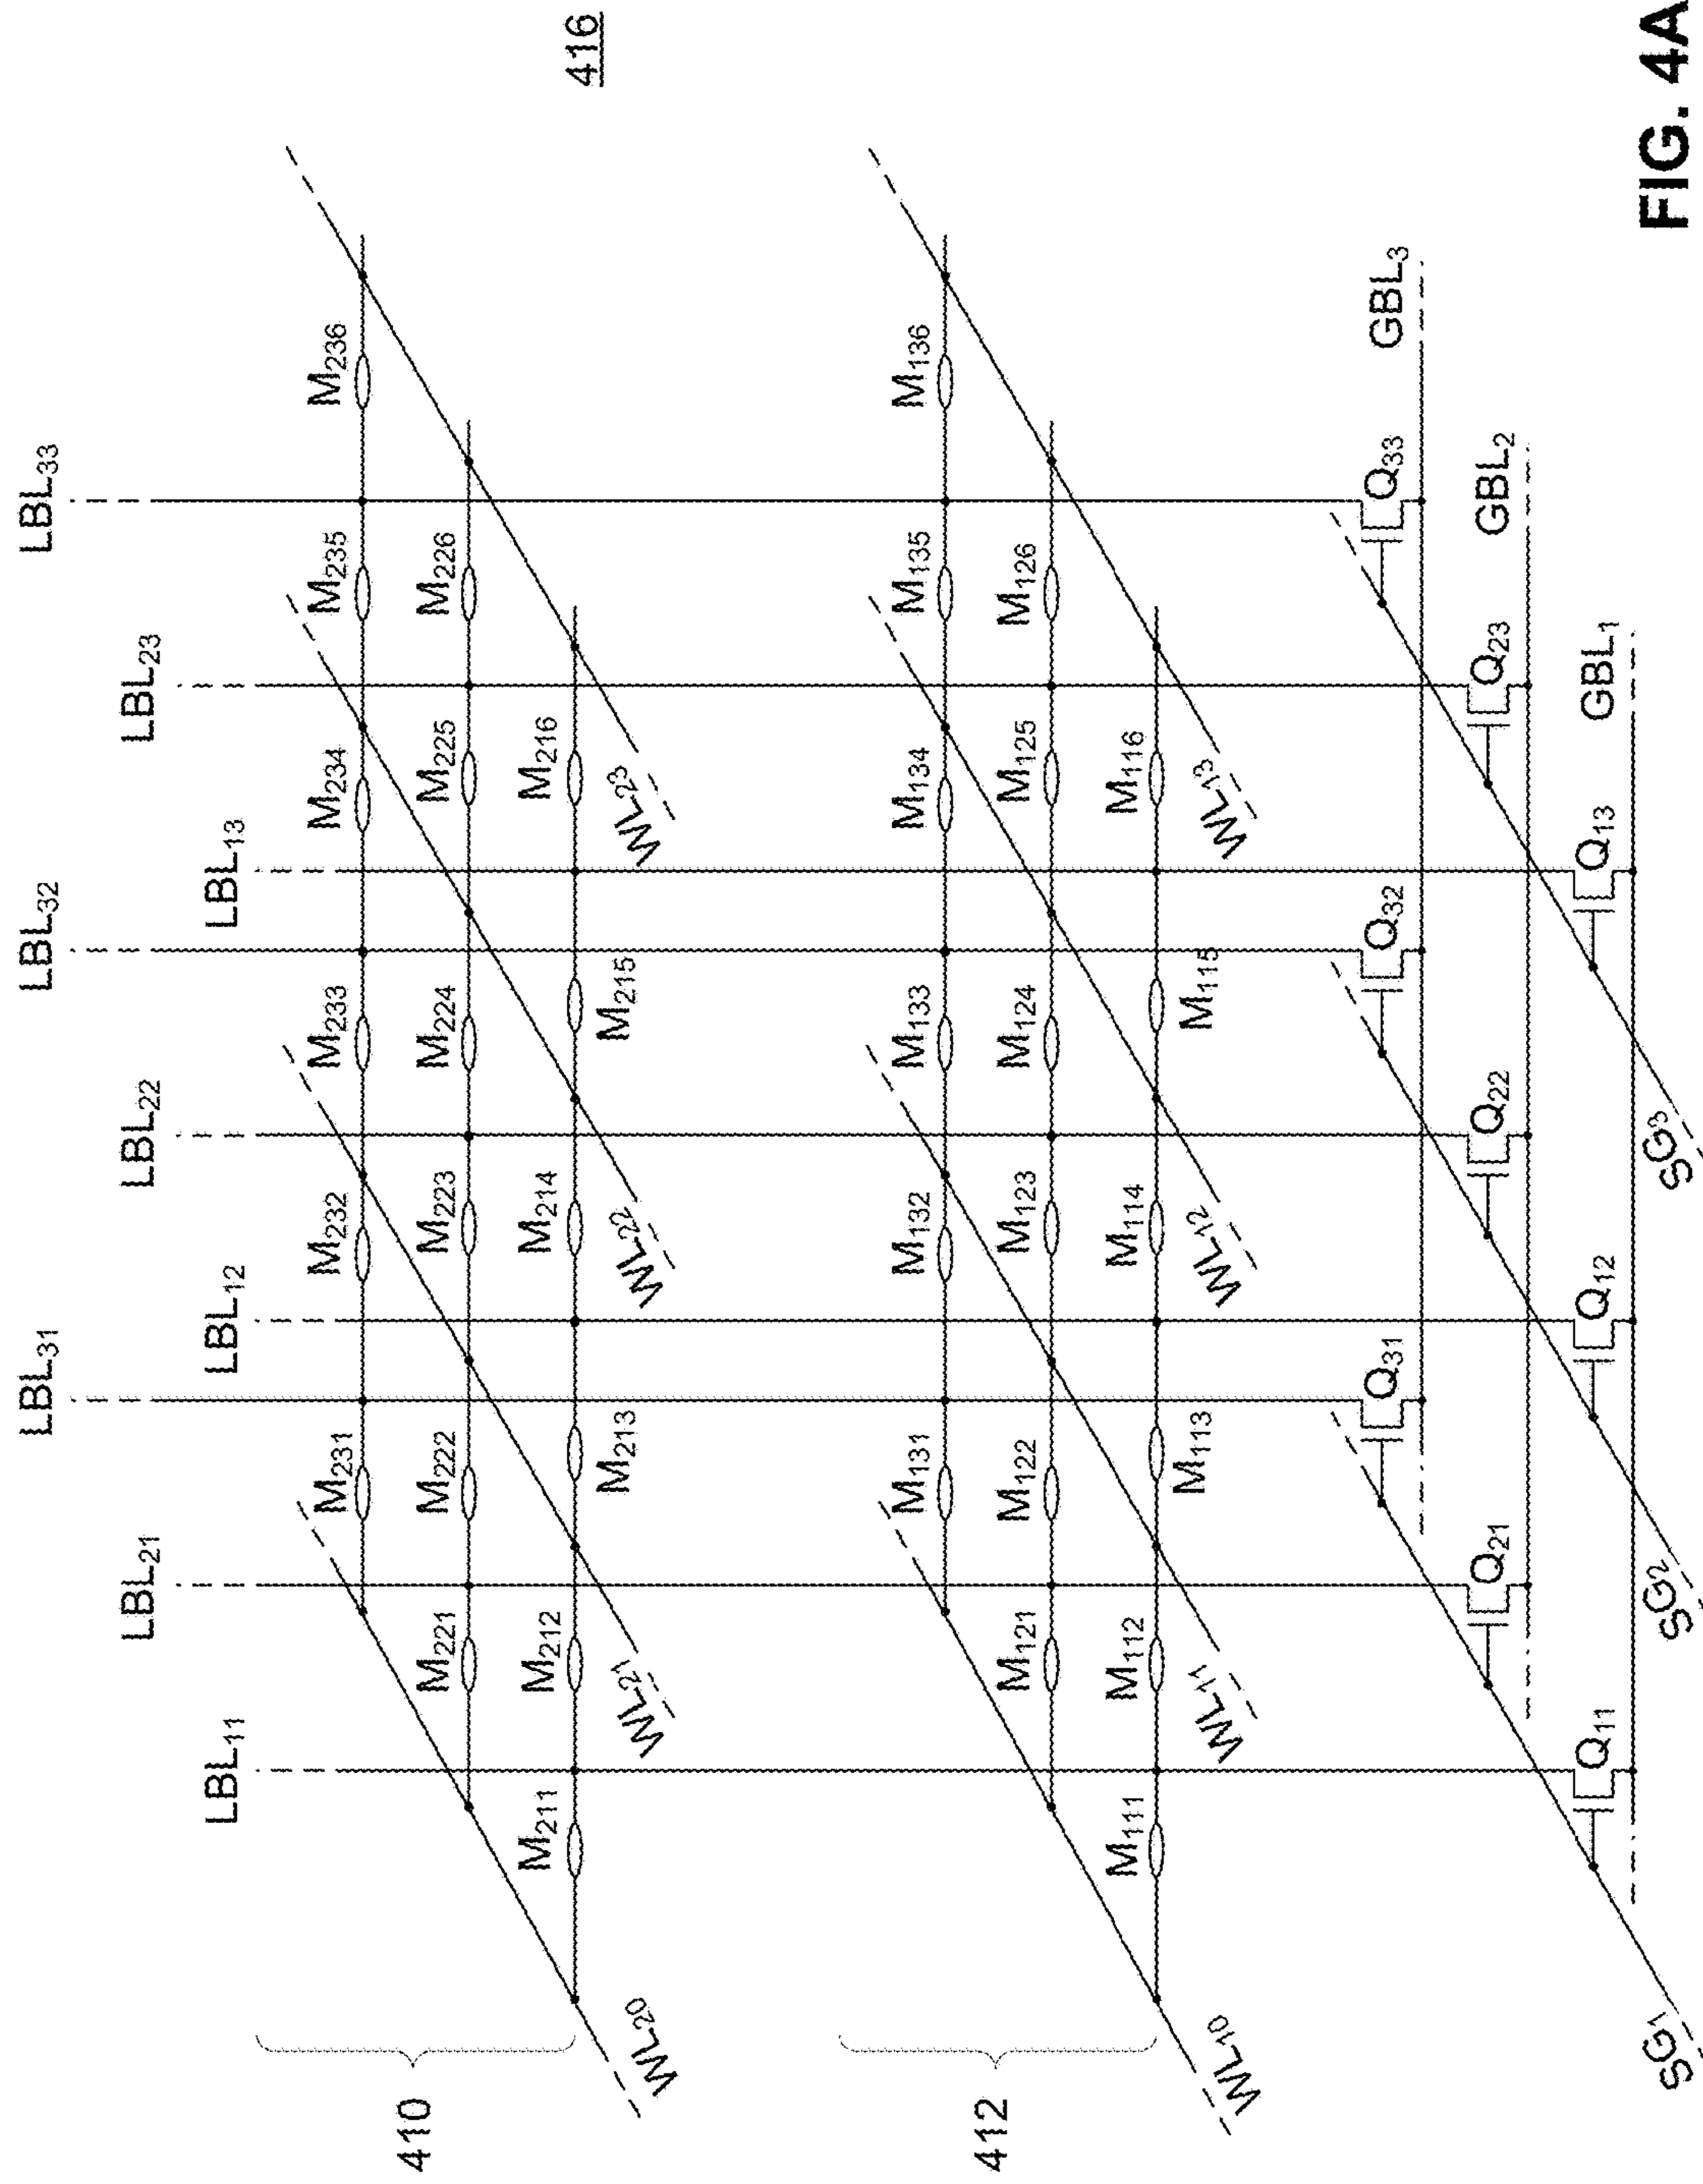 416
LBL33
LBL23
LBL32
LBL13
LBL22
LBL31
LBL12
LBL21
LBL11
410
M231 M232 M233 M234 M235 M236
M221 M222 M223 M224 M225 M226
M211 M212 M213 M214 M215 M216
WL20 WL21 WL22 WL23
412
M131 M132 M133 M134 M135 M136
M121 M122 M123 M124 M125 M126
M111 M112 M113 M114 M115 M116
WL10 WL11 WL12 WL13
Q31 Q32 Q33 GBL3
Q21 Q22 Q23 GBL2
Q11 Q12 Q13 GBL1
SG1 SG2 SG3
FIG. 4A